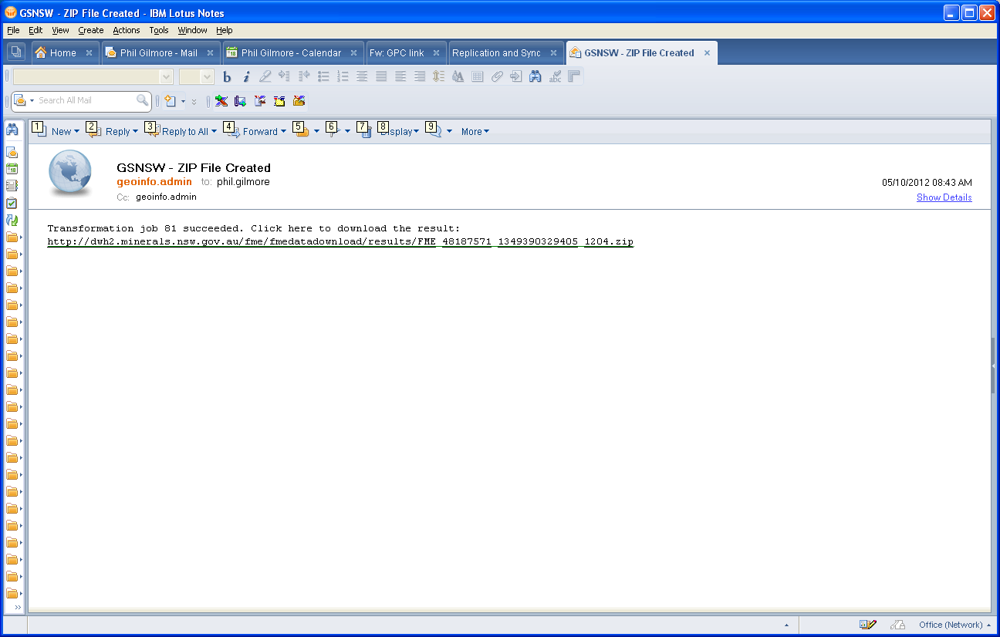 GSNSW - ZIP File Created - IBM Lotus Notes
File Edit View Create Actions Tools Window Help
Home Phil Gilmore - Mail Phil Gilmore - Calendar Fw: GPC link Replication and Sync GSNSW - ZIP File Created
b i abc
Search All Mail
1 New 2 Reply 3 Reply to All 4 Forward 5 6 7 8 Display 9 More
18
GSNSW - ZIP File Created
geoinfo.admin to: phil.gilmore
05/10/2012 08:43 AM
Cc: geoinfo.admin
Show Details
Transformation job 81 succeeded. Click here to download the result:
http://dwh2.minerals.nsw.gov.au/fme/fmedatadownload/results/FME_48187571_1349390329405_1204.zip
Office (Network)